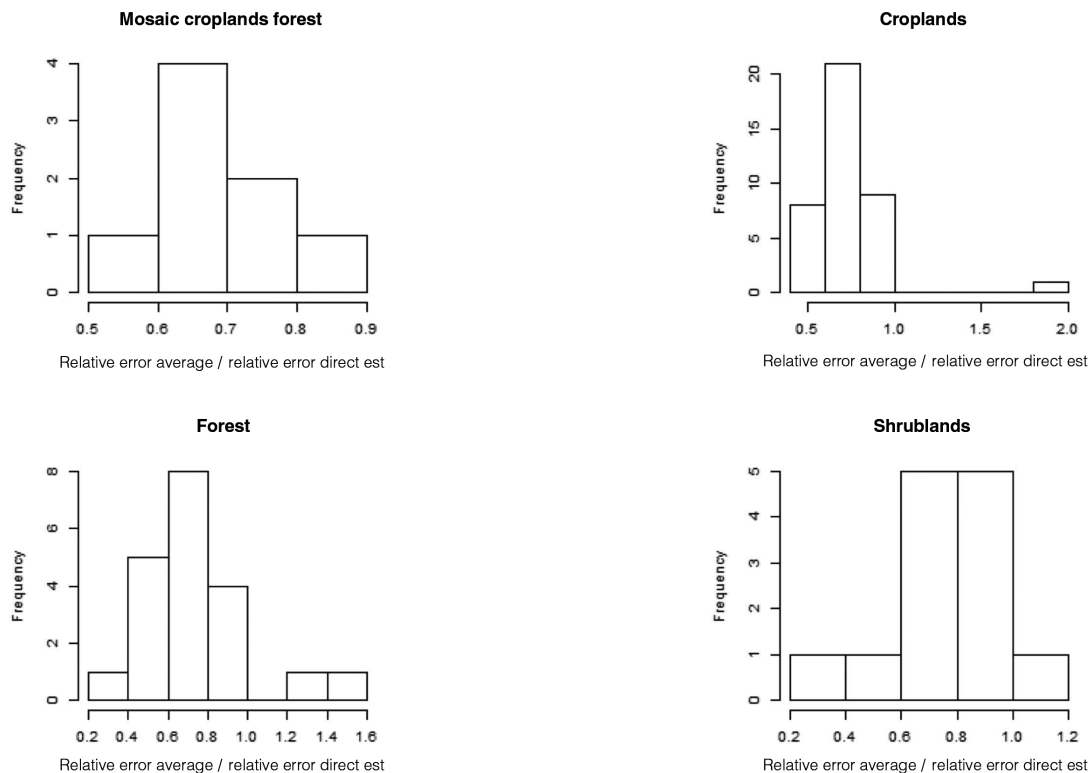 Mosaic croplands forest
Frequency
4
3
2
1
0
0.5 0.6 0.7 0.8 0.9
Relative error average / relative error direct est
Croplands
Frequency
20
15
10
5
0
0.5 1.0 1.5 2.0
Relative error average / relative error direct est
Forest
Frequency
8
6
4
2
0
0.2 0.4 0.6 0.8 1.0 1.2 1.4 1.6
Relative error average / relative error direct est
Shrublands
Frequency
5
4
3
2
1
0
0.2 0.4 0.6 0.8 1.0 1.2
Relative error average / relative error direct est